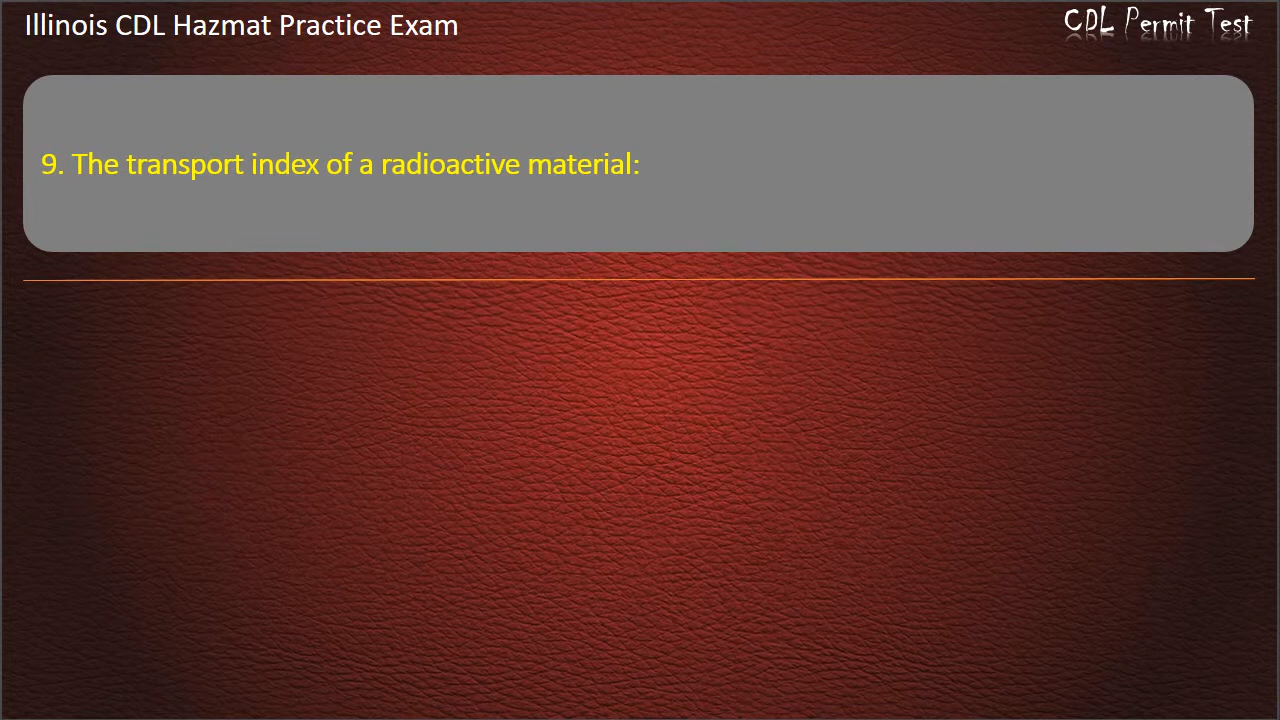 Illinois CDL Hazmat Practice Exam
CDL Permit Test
9. The transport index of a radioactive material: